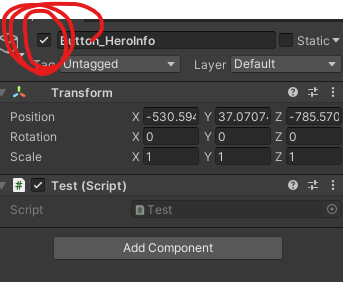 Button_HeroInfo Static
Tag Untagged Layer Default
Transform
Position X -530.594 Y 37.0707 Z -785.570
Rotation X 0 Y 0 Z 0
Scale X 1 Y 1 Z 1
# Test (Script)
Script # Test
Add Component